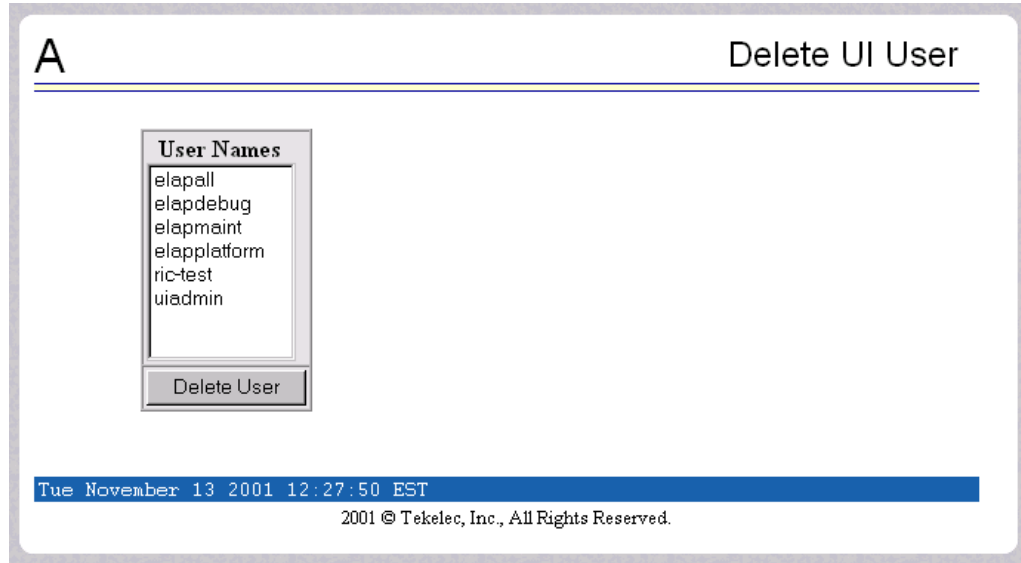 A
Delete UI User
User Names
elapall
elapdebug
elapmaint
elapplatform
ric-test
uiadmin
Delete User
Tue November 13 2001 12:27:50 EST
2001 © Tekelec, Inc., All Rights Reserved.